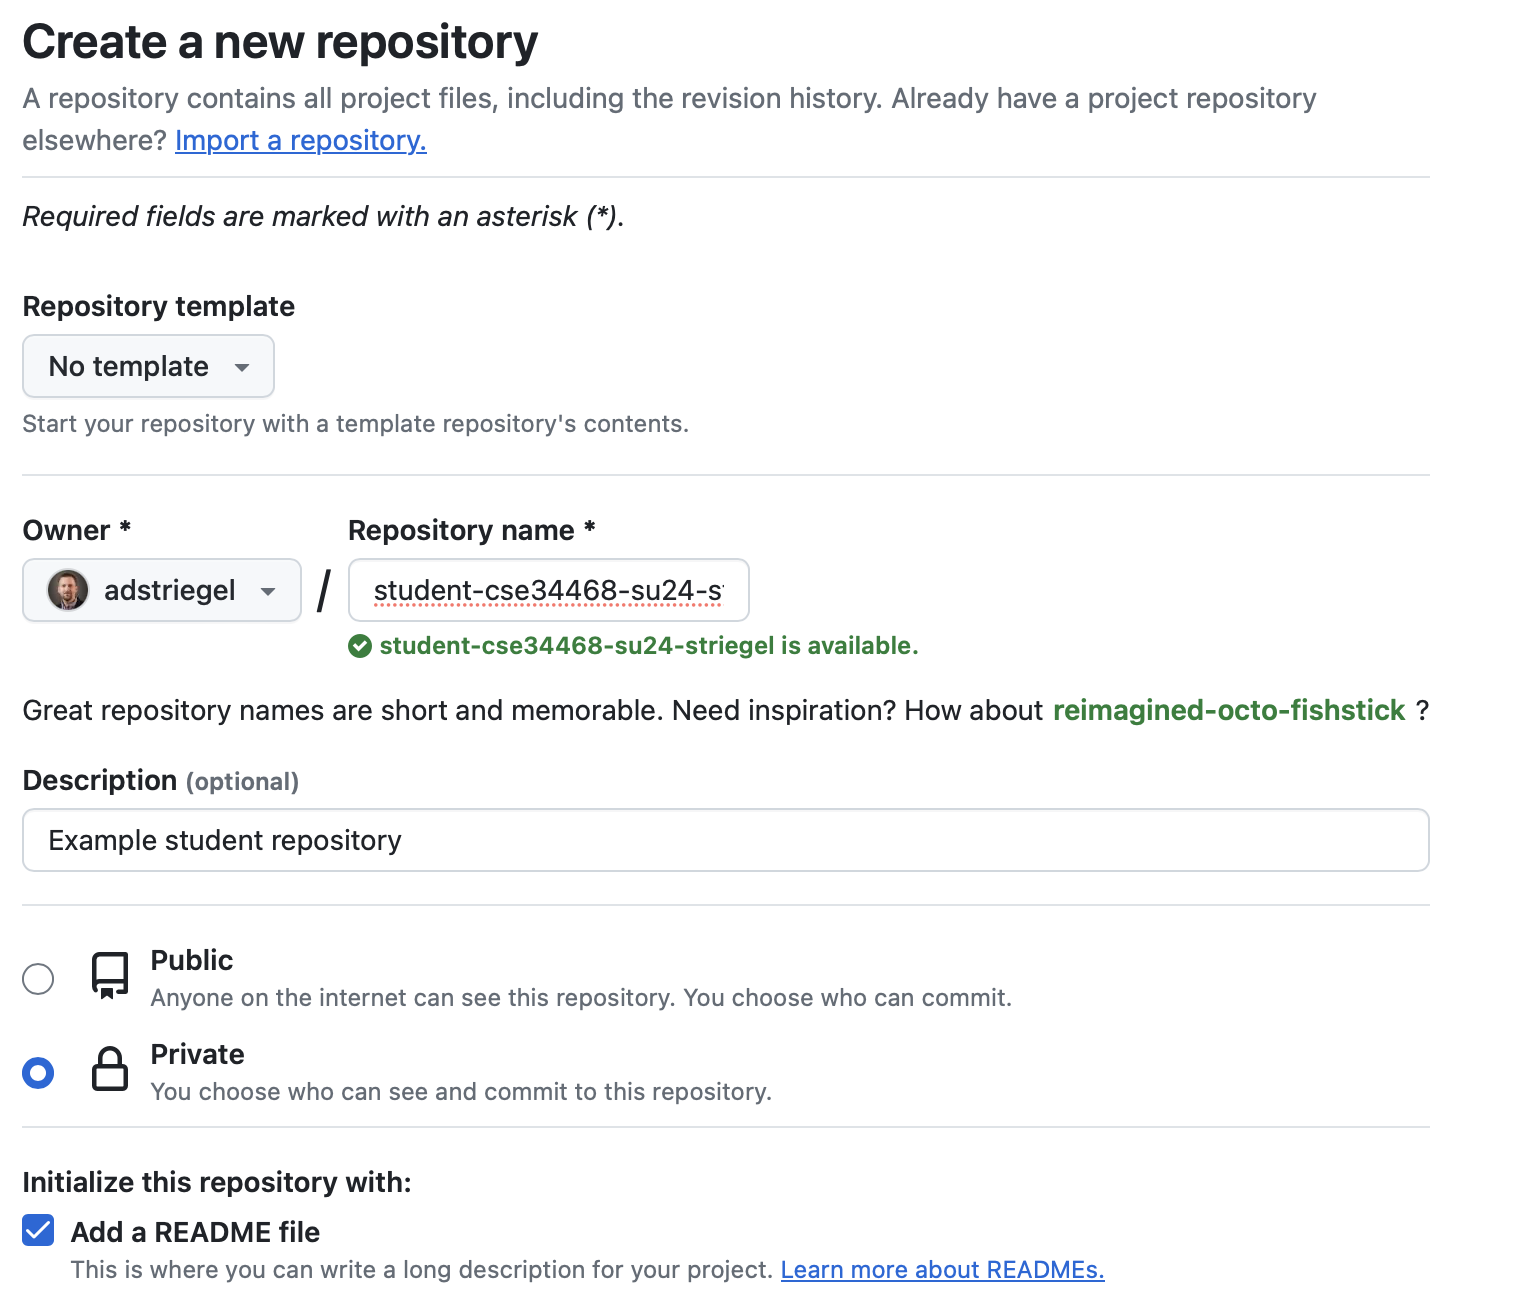 Create a new repository
A repository contains all project files, including the revision history. Already have a project repository
elsewhere? Import a repository.
Required fields are marked with an asterisk (*).
Repository template
No template
Start your repository with a template repository's contents.
Owner *
Repository name *
adstriegel
/
student-cse34468-su24-s
student-cse34468-su24-striegel is available.
Great repository names are short and memorable. Need inspiration? How about reimagined-octo-fishstick ?
Description (optional)
Example student repository
Public
Anyone on the internet can see this repository. You choose who can commit.
Private
You choose who can see and commit to this repository.
Initialize this repository with:
Add a README file
This is where you can write a long description for your project. Learn more about READMEs.